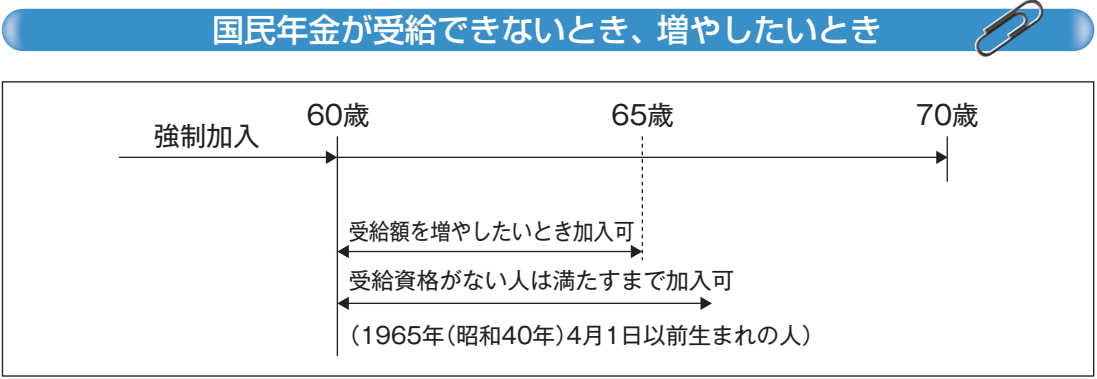 国民年金が受給できないとき、増やしたいとき
60歳
65歳
70歳
強制加入
受給額を増やしたいとき加入可
受給資格がない人は満たすまで加入可
（1965年（昭和40年）4月1日以前生まれの人）